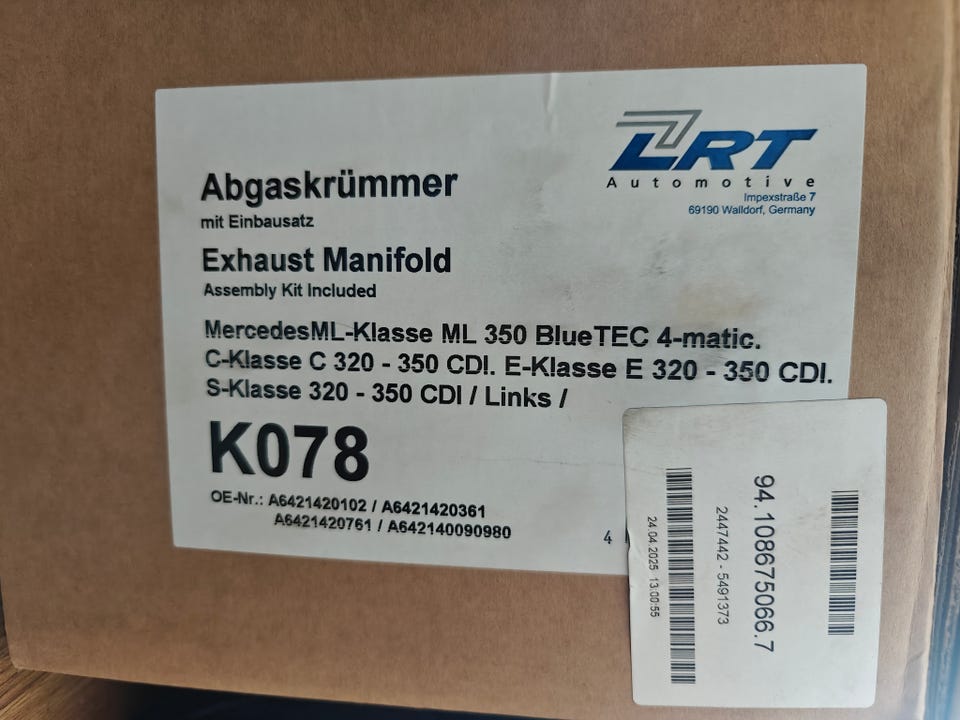 LRT
Automotive
Impexstraße 7
69190 Walldorf, Germany
Abgaskrümmer
mit Einbausatz
Exhaust Manifold
Assembly Kit Included
MercedesML-Klasse ML 350 BlueTEC 4-matic.
C-Klasse C 320 - 350 CDI. E-Klasse E 320 - 350 CDI.
S-Klasse 320 - 350 CDI / Links /
K078
OE-Nr.: A6421420102 / A6421420361
A6421420761 / A642140090980
4
94.108675066.7
2447442 - 5491373
24.04.2025 13:00:55